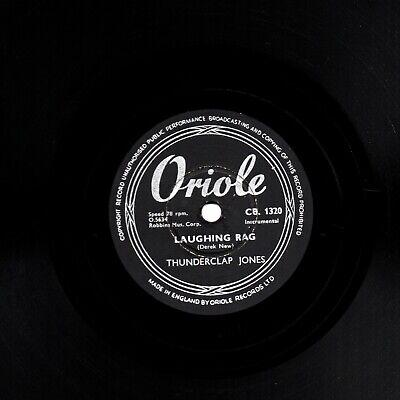 COPYRIGHT RECORD UNAUTHORISED PUBLIC PERFORMANCE BROADCASTING AND COPYING OF THIS RECORD PROHIBITED
Oriole
Speed 78 rpm.
O.5634
Robbins Mus. Corp.
CB. 1320
Instrumental
LAUGHING RAG
(Derek New)
THUNDERCLAP JONES
MADE IN ENGLAND BY ORIOLE RECORDS LTD